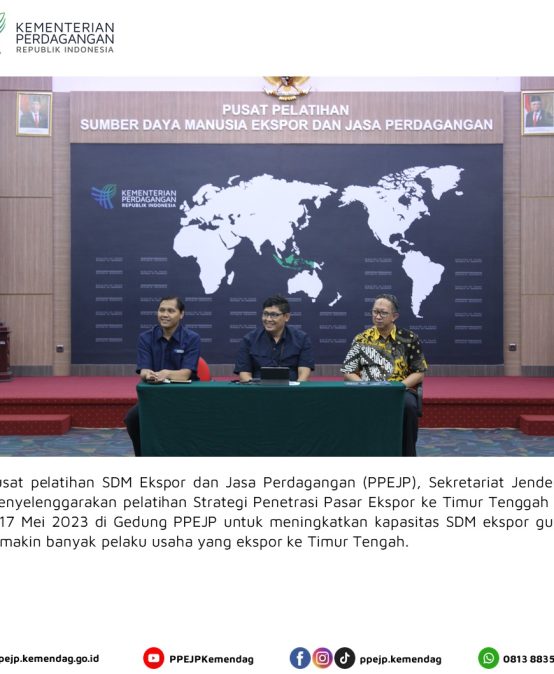 KEMENTERIAN
PERDAGANGAN
REPUBLIK INDONESIA
PUSAT PELATIHAN
SUMBER DAYA MANUSIA EKSPOR DAN JASA PERDAGANGAN
KEMENTERIAN
PERDAGANGAN
REPUBLIK INDONESIA
usat pelatihan SDM Ekspor dan Jasa Perdagangan (PPEJP), Sekretariat Jende
enyelenggarakan pelatihan Strategi Penetrasi Pasar Ekspor ke Timur Tenggah
17 Mei 2023 di Gedung PPEJP untuk meningkatkan kapasitas SDM ekspor gu
makin banyak pelaku usaha yang ekspor ke Timur Tengah.
pejp.kemendag.go.id PPEJPKemendag ppejp.kemendag 0813 8835